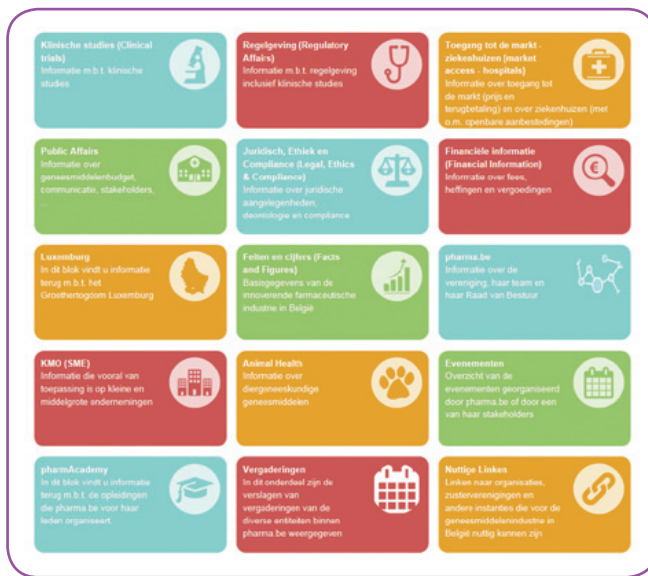 Klinische studies (Clinical
trials)
Informatie m.b.t. klinische
studies
Regelgeving (Regulatory
Affairs)
Informatie m.b.t. regelgeving
inclusief klinische studies
Toegang tot de markt -
ziekenhuizen (market
access - hospitals)
Informatie over toegang tot
de markt (prijs en
terugbetaling) en over ziekenhuizen (met
o.m. openbare aanbestedingen)
Public Affairs
Informatie over
geneesmiddelenbudget,
communicatie, stakeholders,
...
Juridisch, Ethiek en
Compliance (Legal, Ethics
& Compliance)
Informatie over juridische
aangelegenheden,
deontologie en compliance
Financiële informatie
(Financial Information)
Informatie over fees,
heffingen en vergoedingen
Luxemburg
In dit blok vindt u informatie
terug m.b.t. het
Groothertogdom Luxemburg
Feiten en cijfers (Facts
and Figures)
Basisgegevens van de
innoverende farmaceutische
industrie in België
pharma.be
Informatie over de
vereniging, haar team en
haar Raad van Bestuur
KMO (SME)
Informatie die vooral van
toepassing is op kleine en
middelgrote ondernemingen
Animal Health
Informatie over
diergeneeskundige
geneesmiddelen
Evenementen
Overzicht van de
evenementen georganiseerd
door pharma.be of door een
van haar stakeholders
pharmAcademy
In dit blok vindt u informatie
terug m.b.t. de opleidingen
die pharma.be voor haar
leden organiseert.
Vergaderingen
In dit onderdeel zijn de
verslagen van
vergaderingen van de
diverse entiteiten binnen
pharma.be weergegeven
Nuttige Linken
Linken naar organisaties,
zusterverenigingen en
andere instanties die voor de
geneesmiddelenindustrie in
België nuttig kunnen zijn